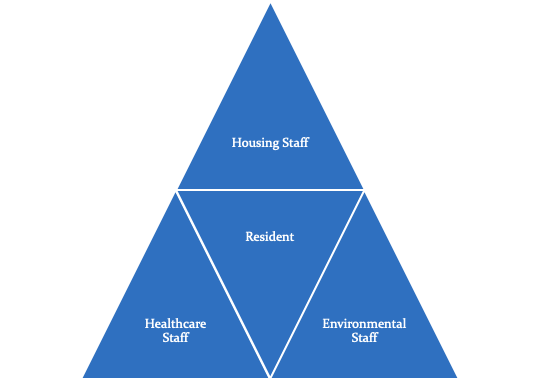 Housing Staff
Resident
Healthcare
Staff
Environmental
Staff